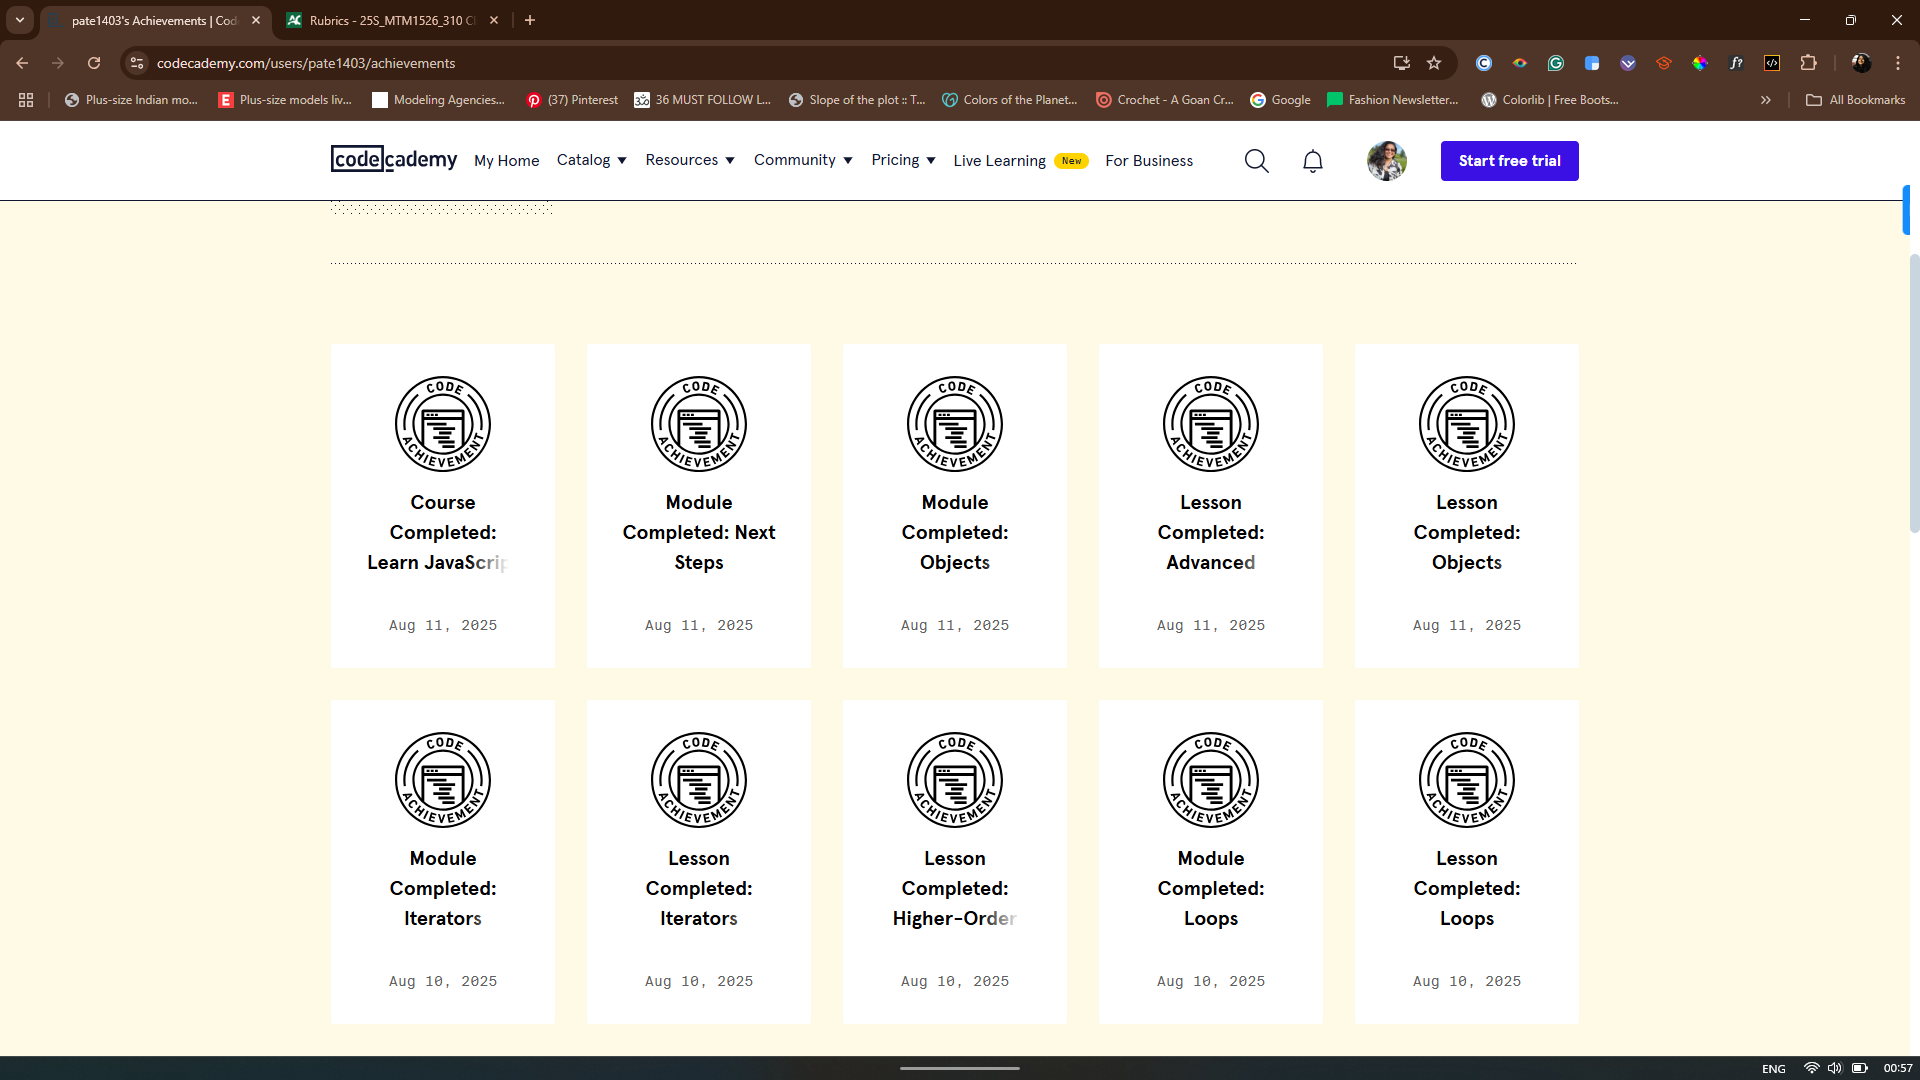 pate1403's Achievements | Cod
Rubrics - 25S_MTM1526_310 C
codecademy.com/users/pate1403/achievements
Plus-size Indian mo...
Plus-size models liv...
Modeling Agencies...
(37) Pinterest
36 MUST FOLLOW L...
Slope of the plot :: T...
Colors of the Planet...
Crochet - A Goan Cr...
Google
Fashion Newsletter...
Colorlib | Free Boots...
All Bookmarks
codecademy
My Home
Catalog
Resources
Community
Pricing
Live Learning
New
For Business
Start free trial
CODE ACHIEVEMENT
Course
Completed:
Learn JavaScrip
Aug 11, 2025
CODE ACHIEVEMENT
Module
Completed: Next
Steps
Aug 11, 2025
CODE ACHIEVEMENT
Module
Completed:
Objects
Aug 11, 2025
CODE ACHIEVEMENT
Lesson
Completed:
Advanced
Aug 11, 2025
CODE ACHIEVEMENT
Lesson
Completed:
Objects
Aug 11, 2025
CODE ACHIEVEMENT
Module
Completed:
Iterators
Aug 10, 2025
CODE ACHIEVEMENT
Lesson
Completed:
Iterators
Aug 10, 2025
CODE ACHIEVEMENT
Lesson
Completed:
Higher-Order
Aug 10, 2025
CODE ACHIEVEMENT
Module
Completed:
Loops
Aug 10, 2025
CODE ACHIEVEMENT
Lesson
Completed:
Loops
Aug 10, 2025
ENG
00:57